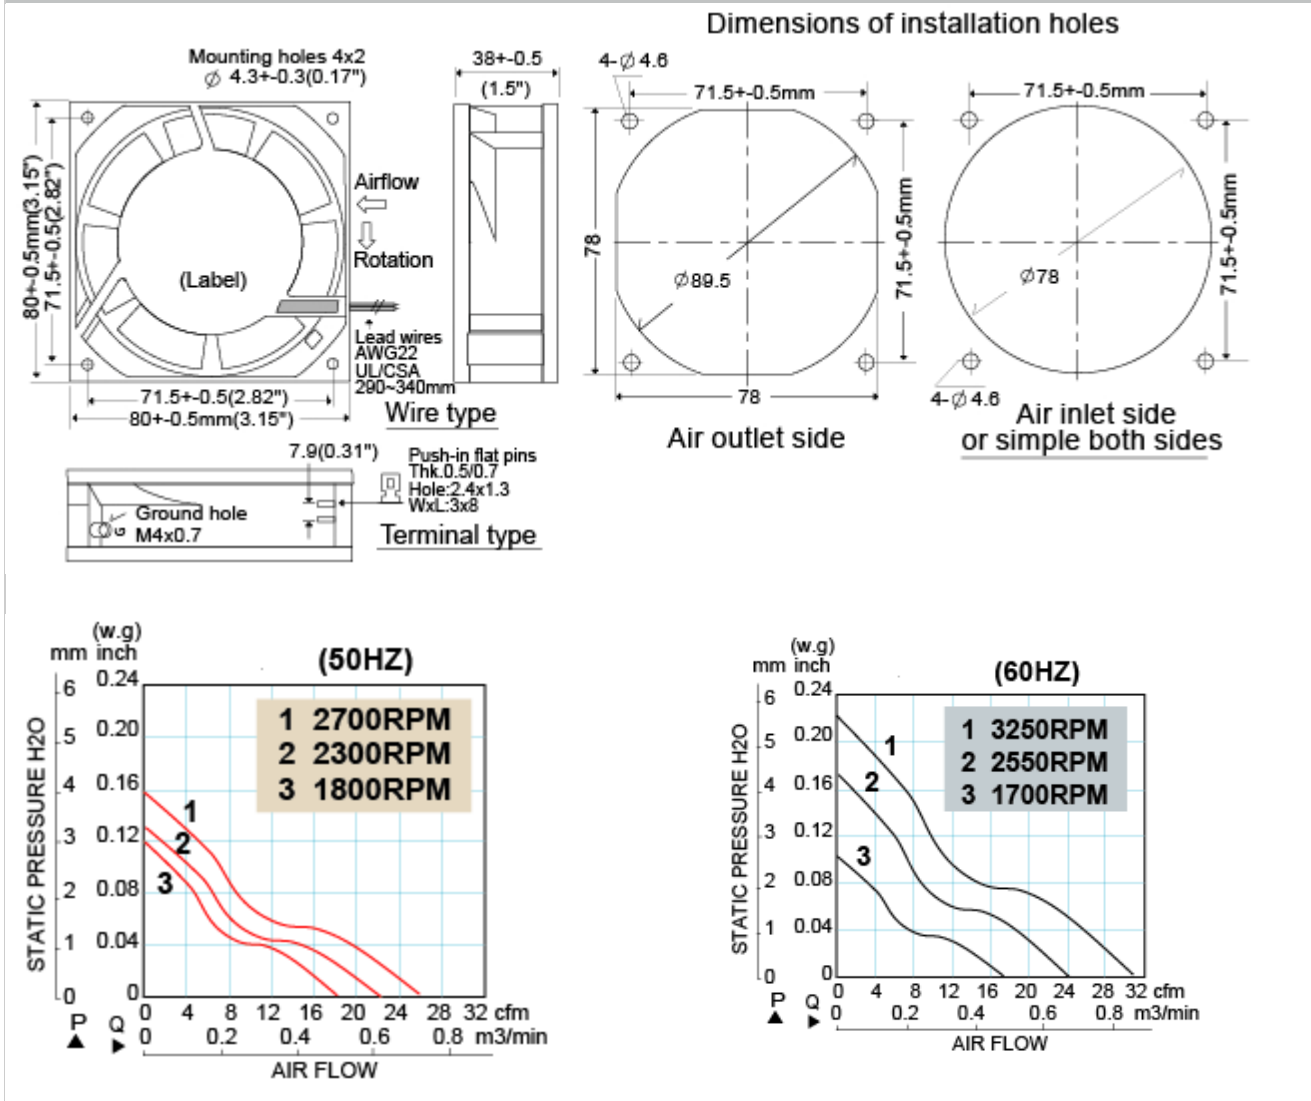 Dimensions of installation holes
Mounting holes 4x2
Ø 4.3+-0.3(0.17")
38+-0.5
(1.5")
4-Ø 4.6
71.5+-0.5mm
71.5+-0.5mm
80+-0.5mm(3.15")
71.5+-0.5(2.82")
Airflow
Rotation
(Label)
Lead wires
AWG22
UL/CSA
290~340mm
71.5+-0.5(2.82")
80+-0.5mm(3.15")
Wire type
78
Ø89.5
71.5+-0.5mm
78
Air outlet side
Ø78
71.5+-0.5mm
4-Ø 4.6
Air inlet side
or simple both sides
7.9(0.31")
Push-in flat pins
Thk.0.5/0.7
Hole:2.4x1.3
WxL:3x8
G
Ground hole
M4x0.7
Terminal type
(w.g)
mm inch
(50HZ)
STATIC PRESSURE H2O
6
5
4
3
2
1
0
0.24
0.20
0.16
0.12
0.08
0.04
0
1 2700RPM
2 2300RPM
3 1800RPM
1
2
3
P
Q
0 4 8 12 16 20 24 28 32 cfm
0 0.2 0.4 0.6 0.8 m3/min
AIR FLOW
(w.g)
mm inch
(60HZ)
STATIC PRESSURE H2O
6
5
4
3
2
1
0
0.24
0.20
0.16
0.12
0.08
0.04
0
1 3250RPM
2 2550RPM
3 1700RPM
1
2
3
P
Q
0 4 8 12 16 20 24 28 32 cfm
0 0.2 0.4 0.6 0.8 m3/min
AIR FLOW